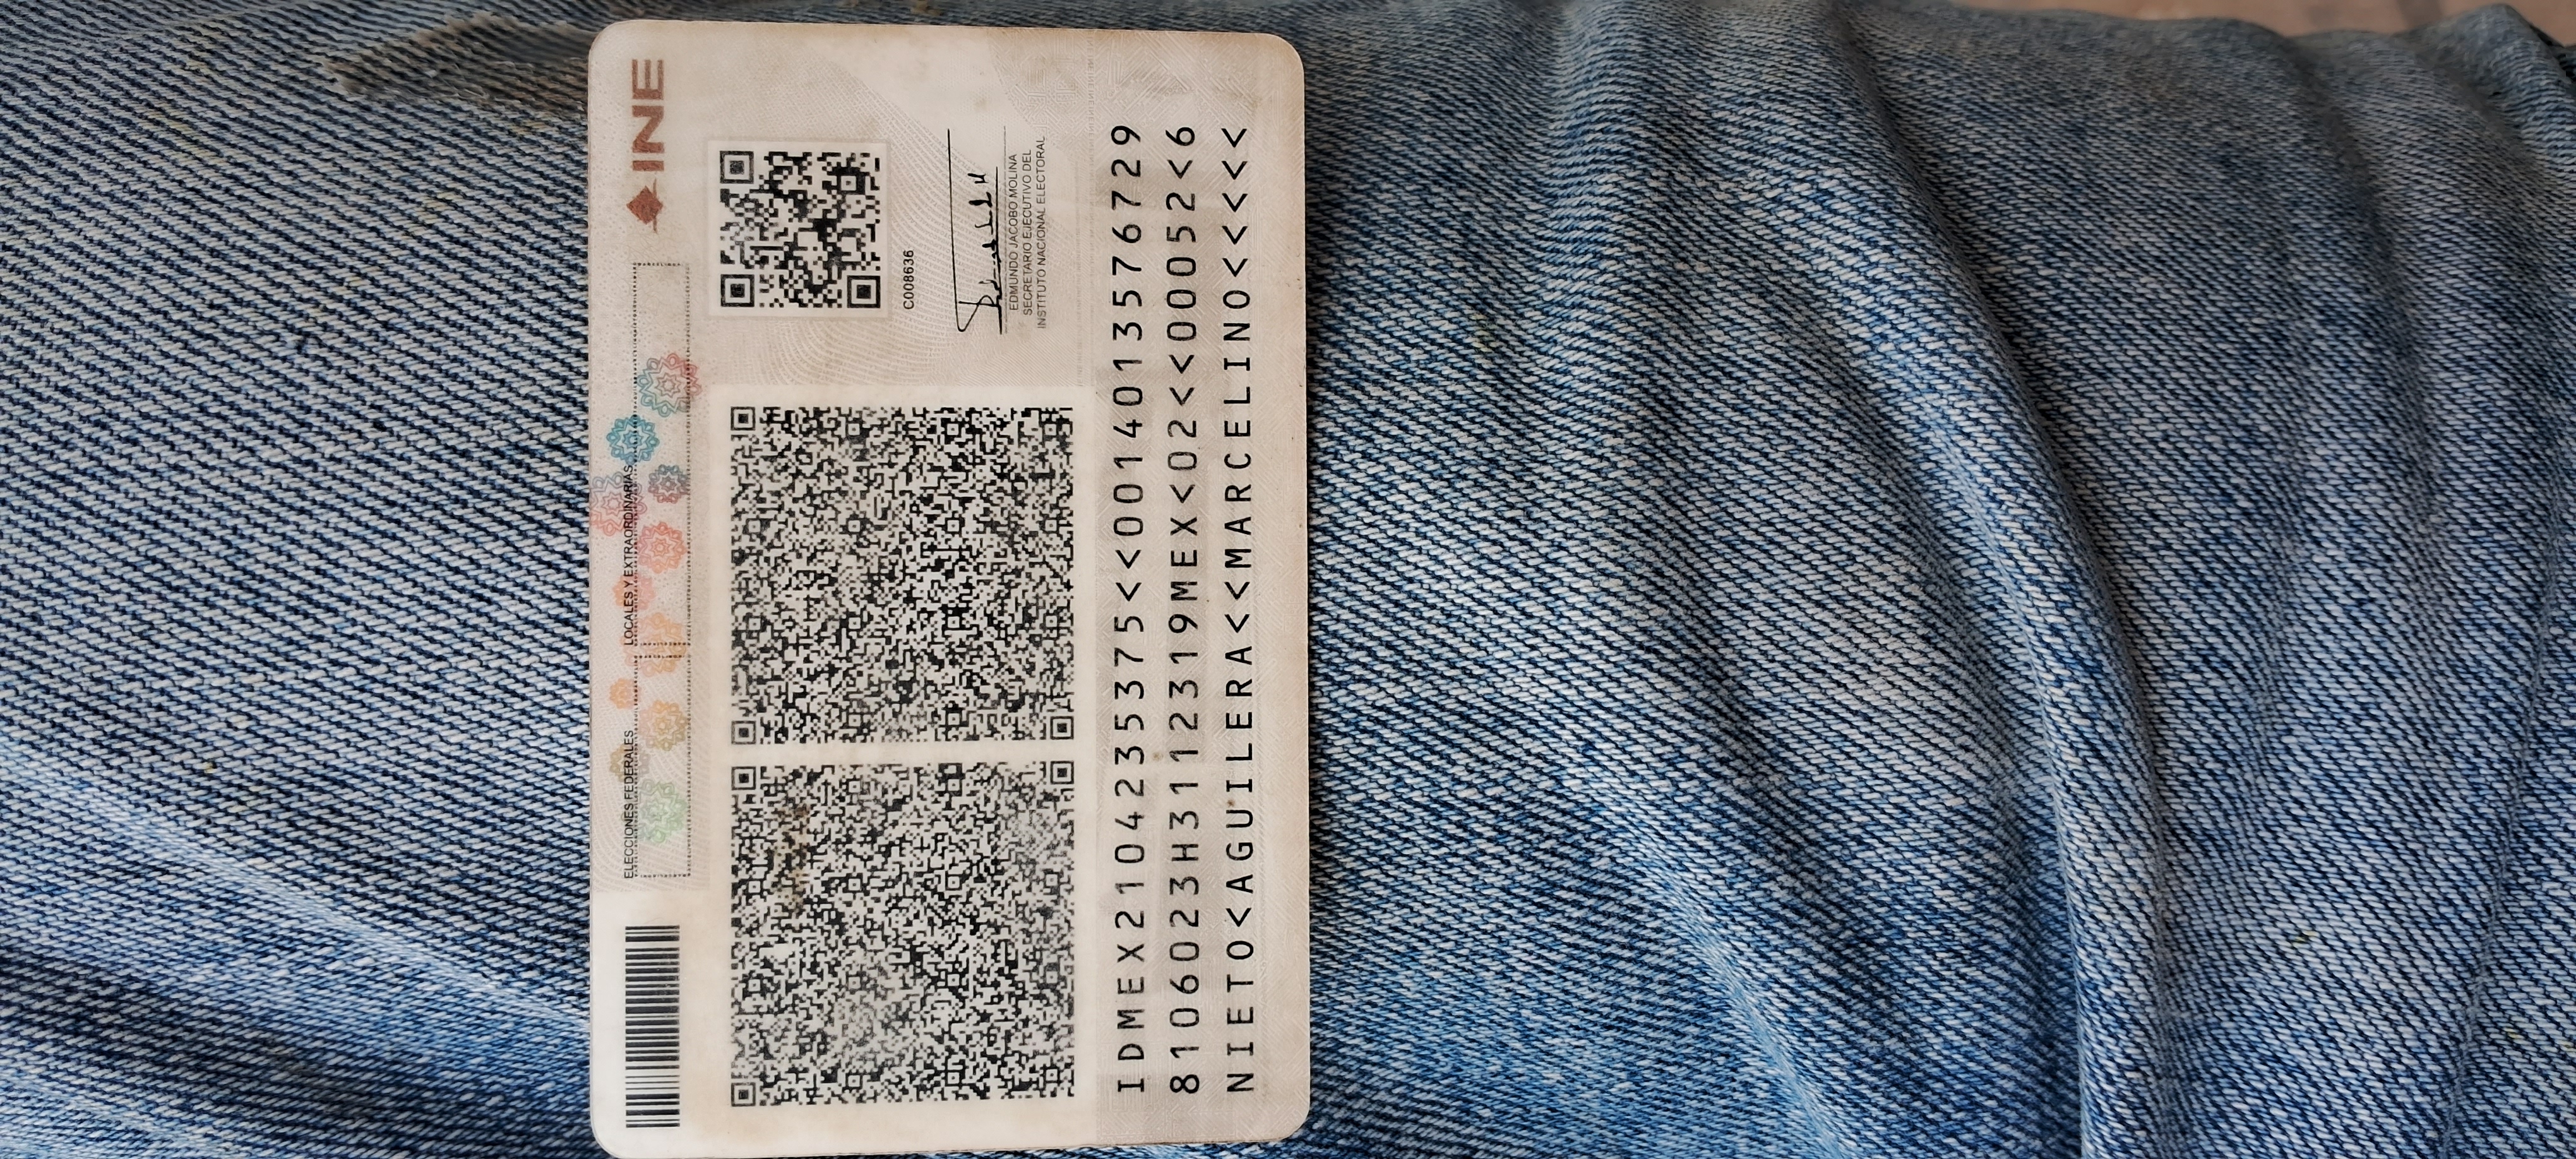 ELECCIONES FEDERALES
LOCALES Y EXTRAORDINARIAS
INE
C008636
EDMUNDO JACOBO MOLINA
SECRETARIO EJECUTIVO DEL
INSTITUTO NACIONAL ELECTORAL
IDMEX2104235375<<0014013576729
8106023H3112319MEX<02<<00052<6
NIETO<AGUILERA<<MARCELINO<<<<<